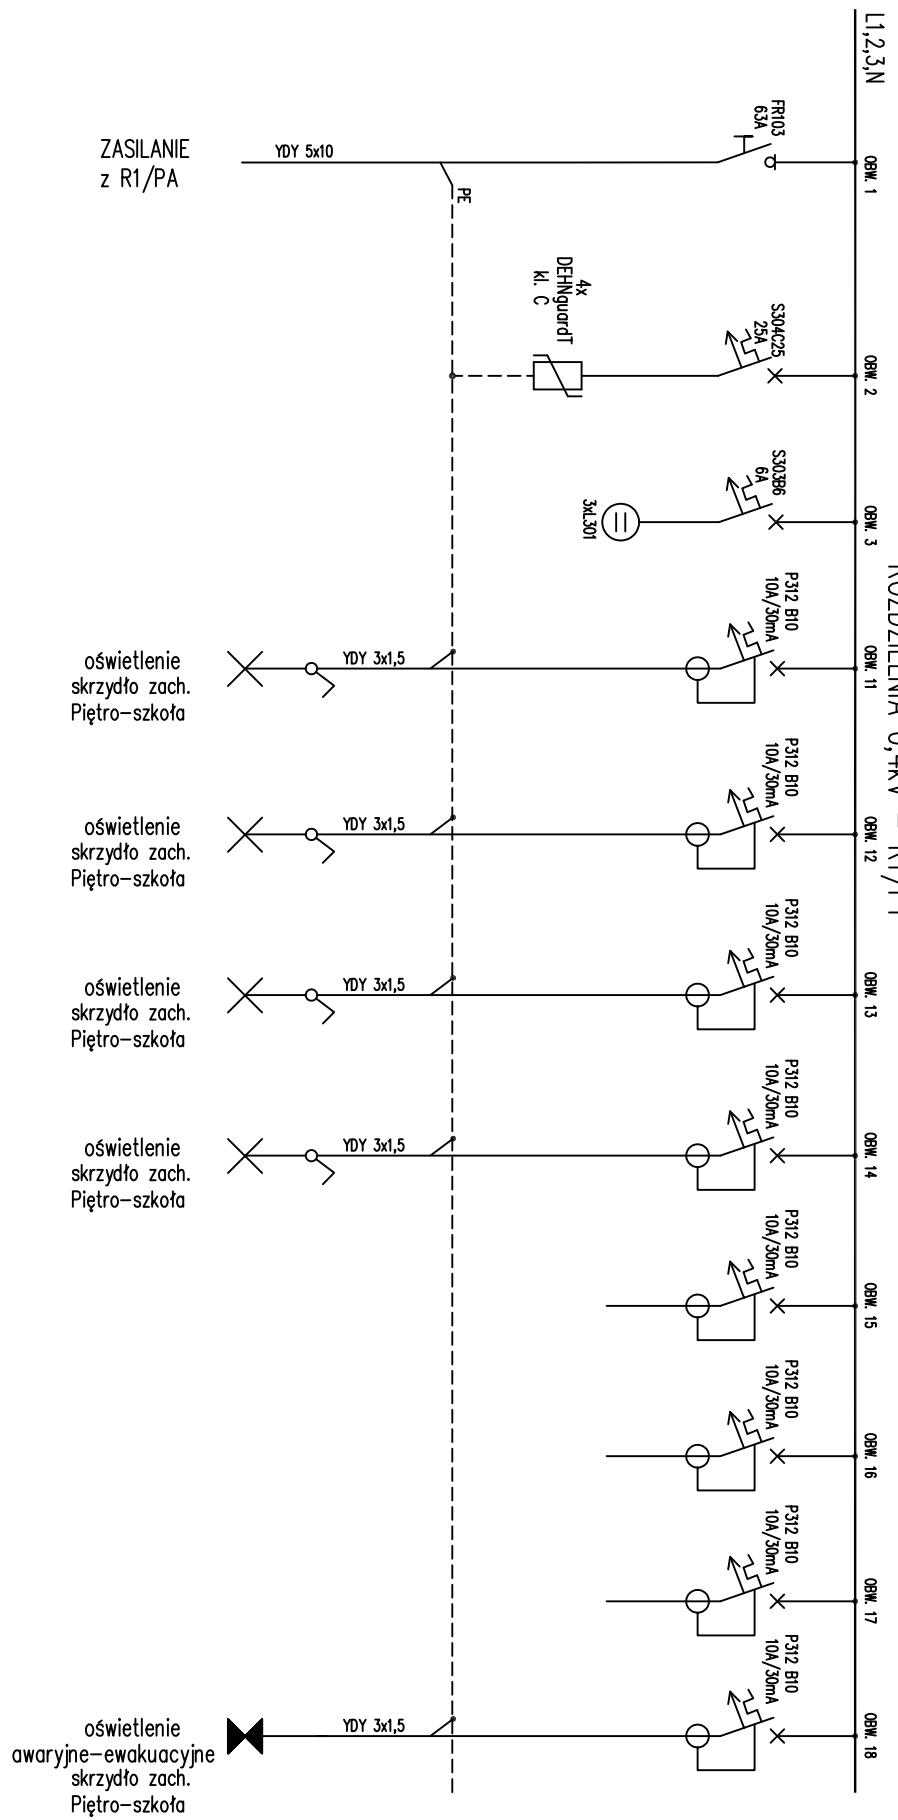 L1,2,3,N
OBW. 1
FR103
63A
YDY 5x10
PE
ZASILANIE
z R1/PA
OBW. 2
S304C25
25A
4x
DEHNguardT
kl. C
OBW. 3
S303B6
6A
3xL301
OBW. 11
P312 B10
10A/30mA
YDY 3x1,5
oświetlenie
skrzydło zach.
Piętro-szkoła
OBW. 12
P312 B10
10A/30mA
YDY 3x1,5
oświetlenie
skrzydło zach.
Piętro-szkoła
OBW. 13
P312 B10
10A/30mA
YDY 3x1,5
oświetlenie
skrzydło zach.
Piętro-szkoła
OBW. 14
P312 B10
10A/30mA
YDY 3x1,5
oświetlenie
skrzydło zach.
Piętro-szkoła
OBW. 15
P312 B10
10A/30mA
OBW. 16
P312 B10
10A/30mA
OBW. 17
P312 B10
10A/30mA
OBW. 18
P312 B10
10A/30mA
YDY 3x1,5
oświetlenie
awaryjne-ewakuacyjne
skrzydło zach.
Piętro-szkoła